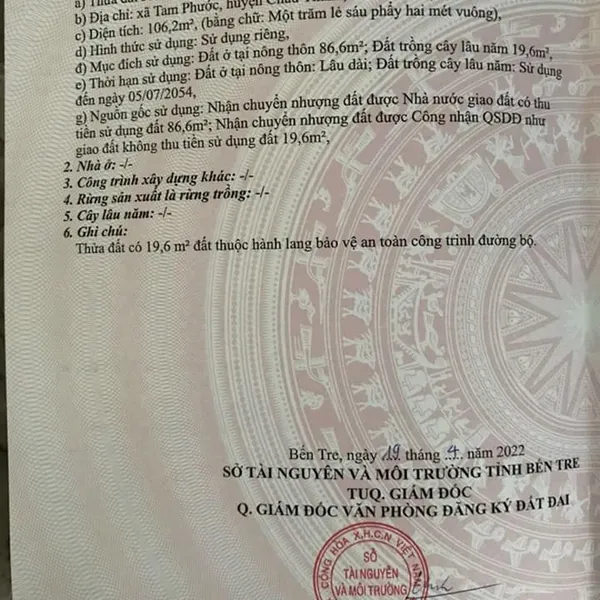 a) Thửa đất
b) Địa chỉ: xã Tam Phước, huyện Châu
c) Diện tích: 106,2m², (bằng chữ: Một trăm lẻ sáu phẩy hai mét vuông),
d) Hình thức sử dụng: Sử dụng riêng,
đ) Mục đích sử dụng: Đất ở tại nông thôn 86,6m²; Đất trồng cây lâu năm 19,6m²,
e) Thời hạn sử dụng: Đất ở tại nông thôn: Lâu dài; Đất trồng cây lâu năm: Sử dụng
đến ngày 05/07/2054,
g) Nguồn gốc sử dụng: Nhận chuyển nhượng đất được Nhà nước giao đất có thu
tiền sử dụng đất 86,6m²; Nhận chuyển nhượng đất được Công nhận QSDĐ như
giao đất không thu tiền sử dụng đất 19,6m²,
2. Nhà ở: -/-
3. Công trình xây dựng khác: -/-
4. Rừng sản xuất là rừng trồng: -/-
5. Cây lâu năm: -/-
6. Ghi chú:
Thửa đất có 19,6 m² đất thuộc hành lang bảo vệ an toàn công trình đường bộ.
Bến Tre, ngày 19 tháng 4, năm 2022
SỞ TÀI NGUYÊN VÀ MÔI TRƯỜNG TỈNH BẾN TRE
TUQ. GIÁM ĐỐC
Q. GIÁM ĐỐC VĂN PHÒNG ĐĂNG KÝ ĐẤT ĐAI
CỘNG HÒA X.H.C.N VIỆT NAM
SỞ
TÀI NGUYÊN
VÀ MÔI TRƯỜNG